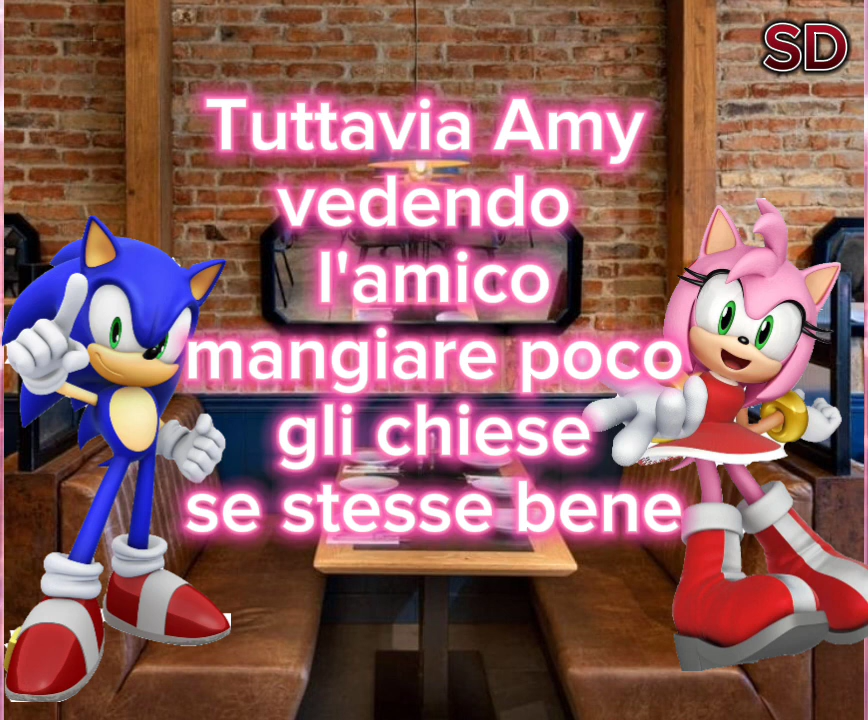 SD
Tuttavia Amy
vedendo
l'amico
mangiare poco
gli chiese
se stesse bene